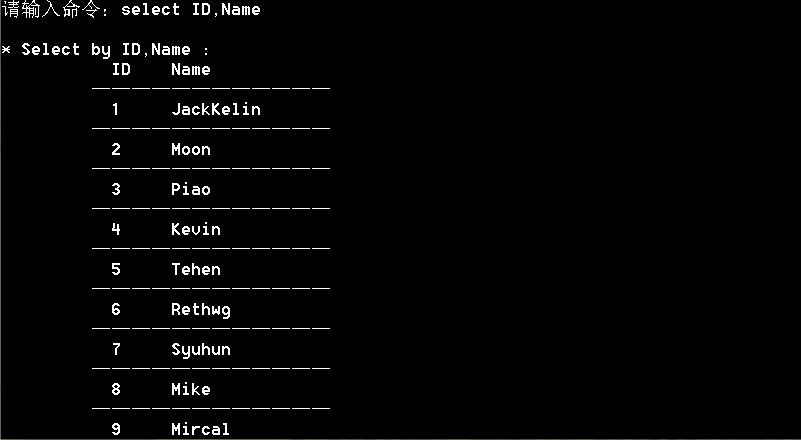 请输入命令：select ID,Name
* Select by ID,Name :
ID Name
1 JackKelin
2 Moon
3 Piao
4 Kevin
5 Tehen
6 Rethwg
7 Syuhun
8 Mike
9 Mircal